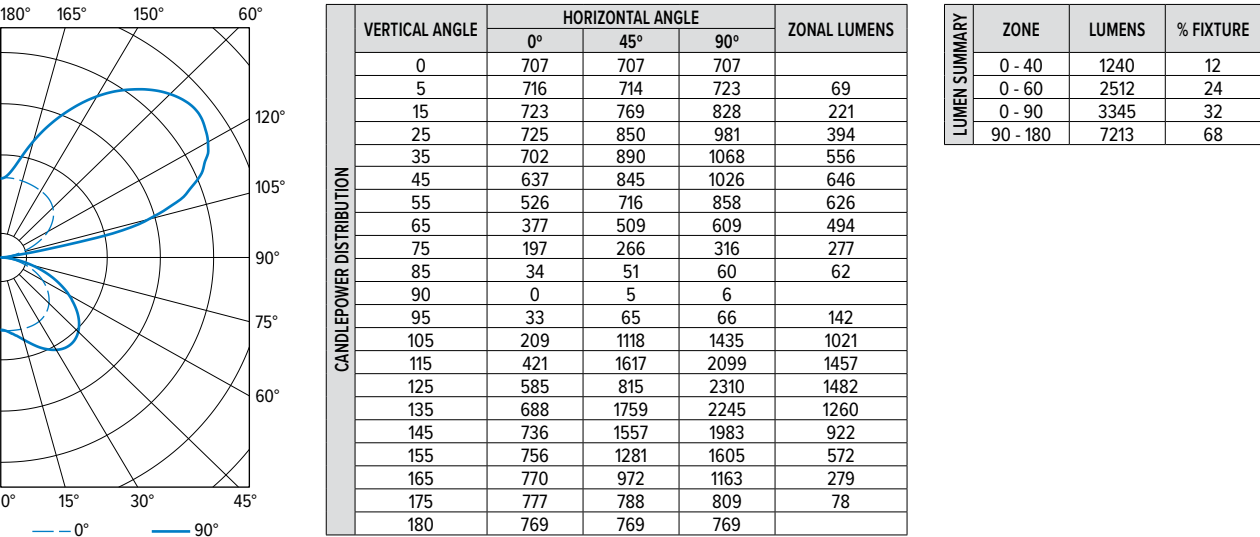 180° 165° 150° 60°
120°
105°
90°
75°
60°
0° 15° 30° 45°
0° 90°
CANDLEPOWER DISTRIBUTION
VERTICAL ANGLE HORIZONTAL ANGLE ZONAL LUMENS
0° 45° 90°
0 707 707 707
5 716 714 723 69
15 723 769 828 221
25 725 850 981 394
35 702 890 1068 556
45 637 845 1026 646
55 526 716 858 626
65 377 509 609 494
75 197 266 316 277
85 34 51 60 62
90 0 5 6
95 33 65 66 142
105 209 1118 1435 1021
115 421 1617 2099 1457
125 585 815 2310 1482
135 688 1759 2245 1260
145 736 1557 1983 922
155 756 1281 1605 572
165 770 972 1163 279
175 777 788 809 78
180 769 769 769
LUMEN SUMMARY
ZONE LUMENS % FIXTURE
0 - 40 1240 12
0 - 60 2512 24
0 - 90 3345 32
90 - 180 7213 68